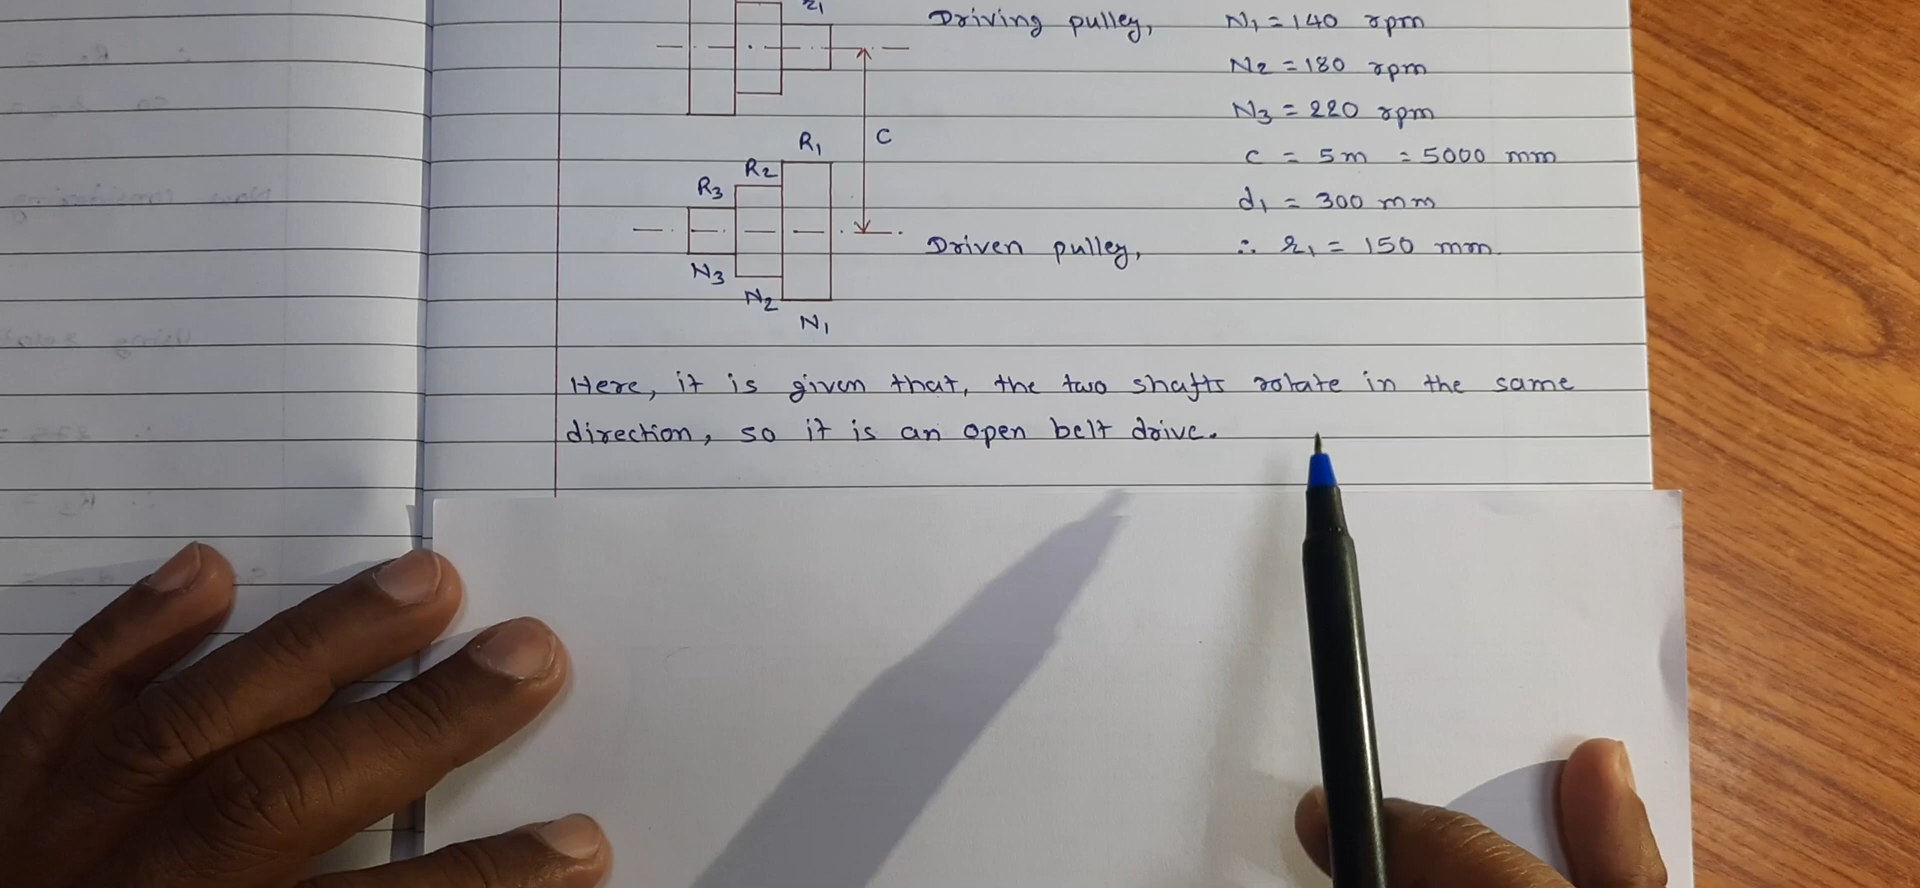 r1
Driving pulley, N1 = 140 rpm
N2 = 180 rpm
N3 = 220 rpm
C
R1
R2
R3
c = 5m = 5000 mm
d1 = 300 mm
Driven pulley, ∴ r1 = 150 mm.
N3
N2
N1
Here, it is given that, the two shafts rotate in the same
direction, so it is an open belt drive.